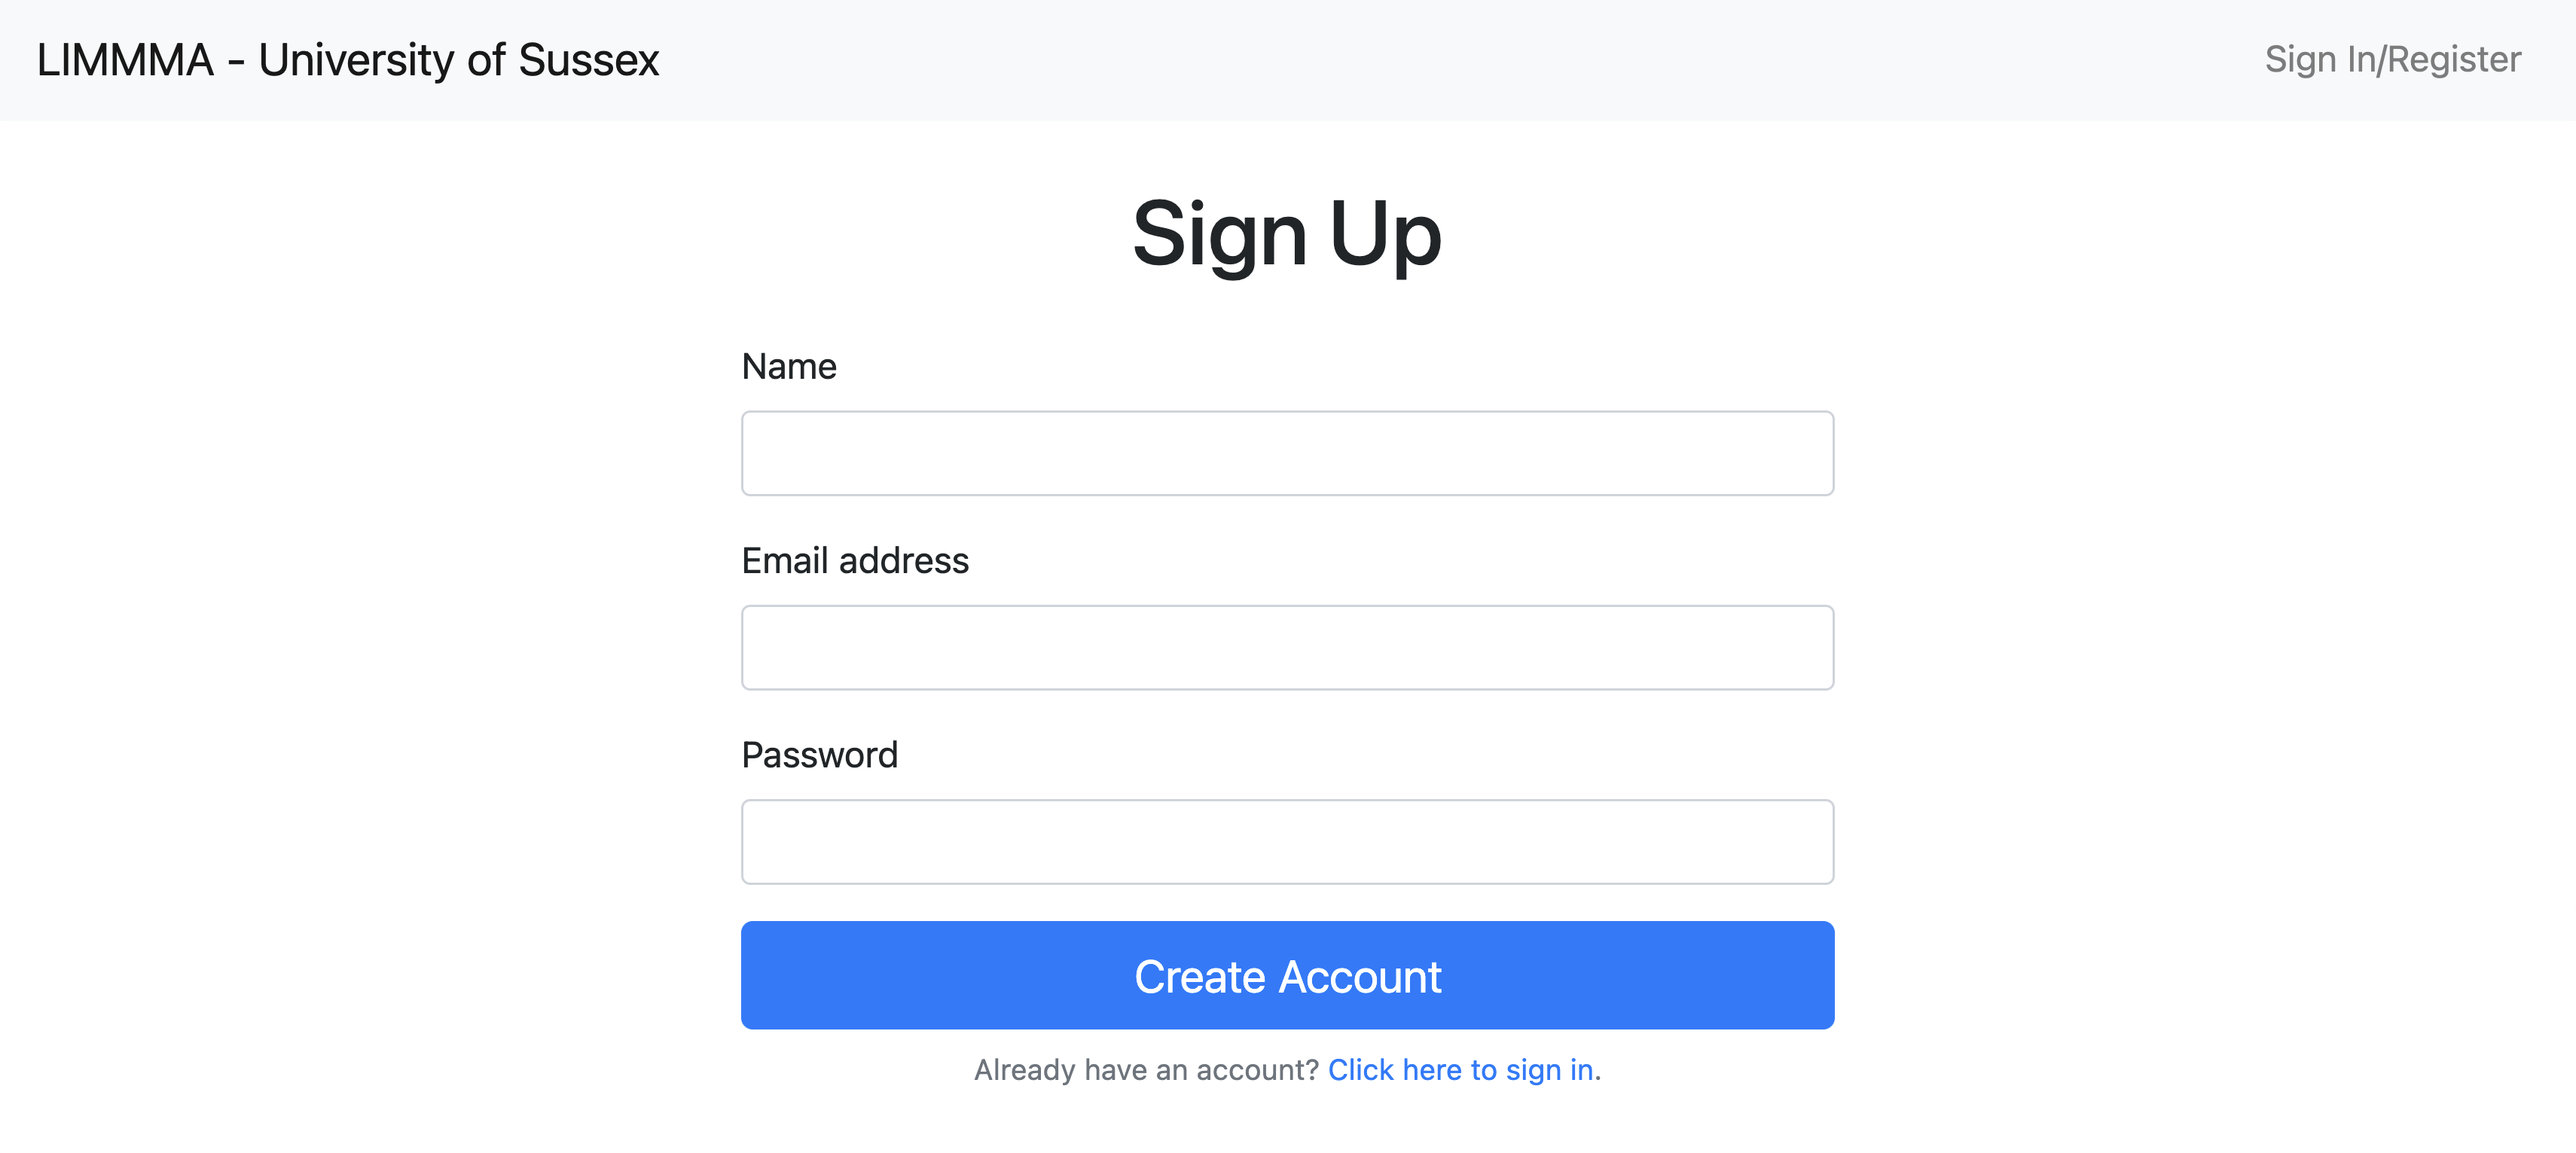 LIMMMA - University of Sussex
Sign In/Register
Sign Up
Name
Email address
Password
Create Account
Already have an account? Click here to sign in.